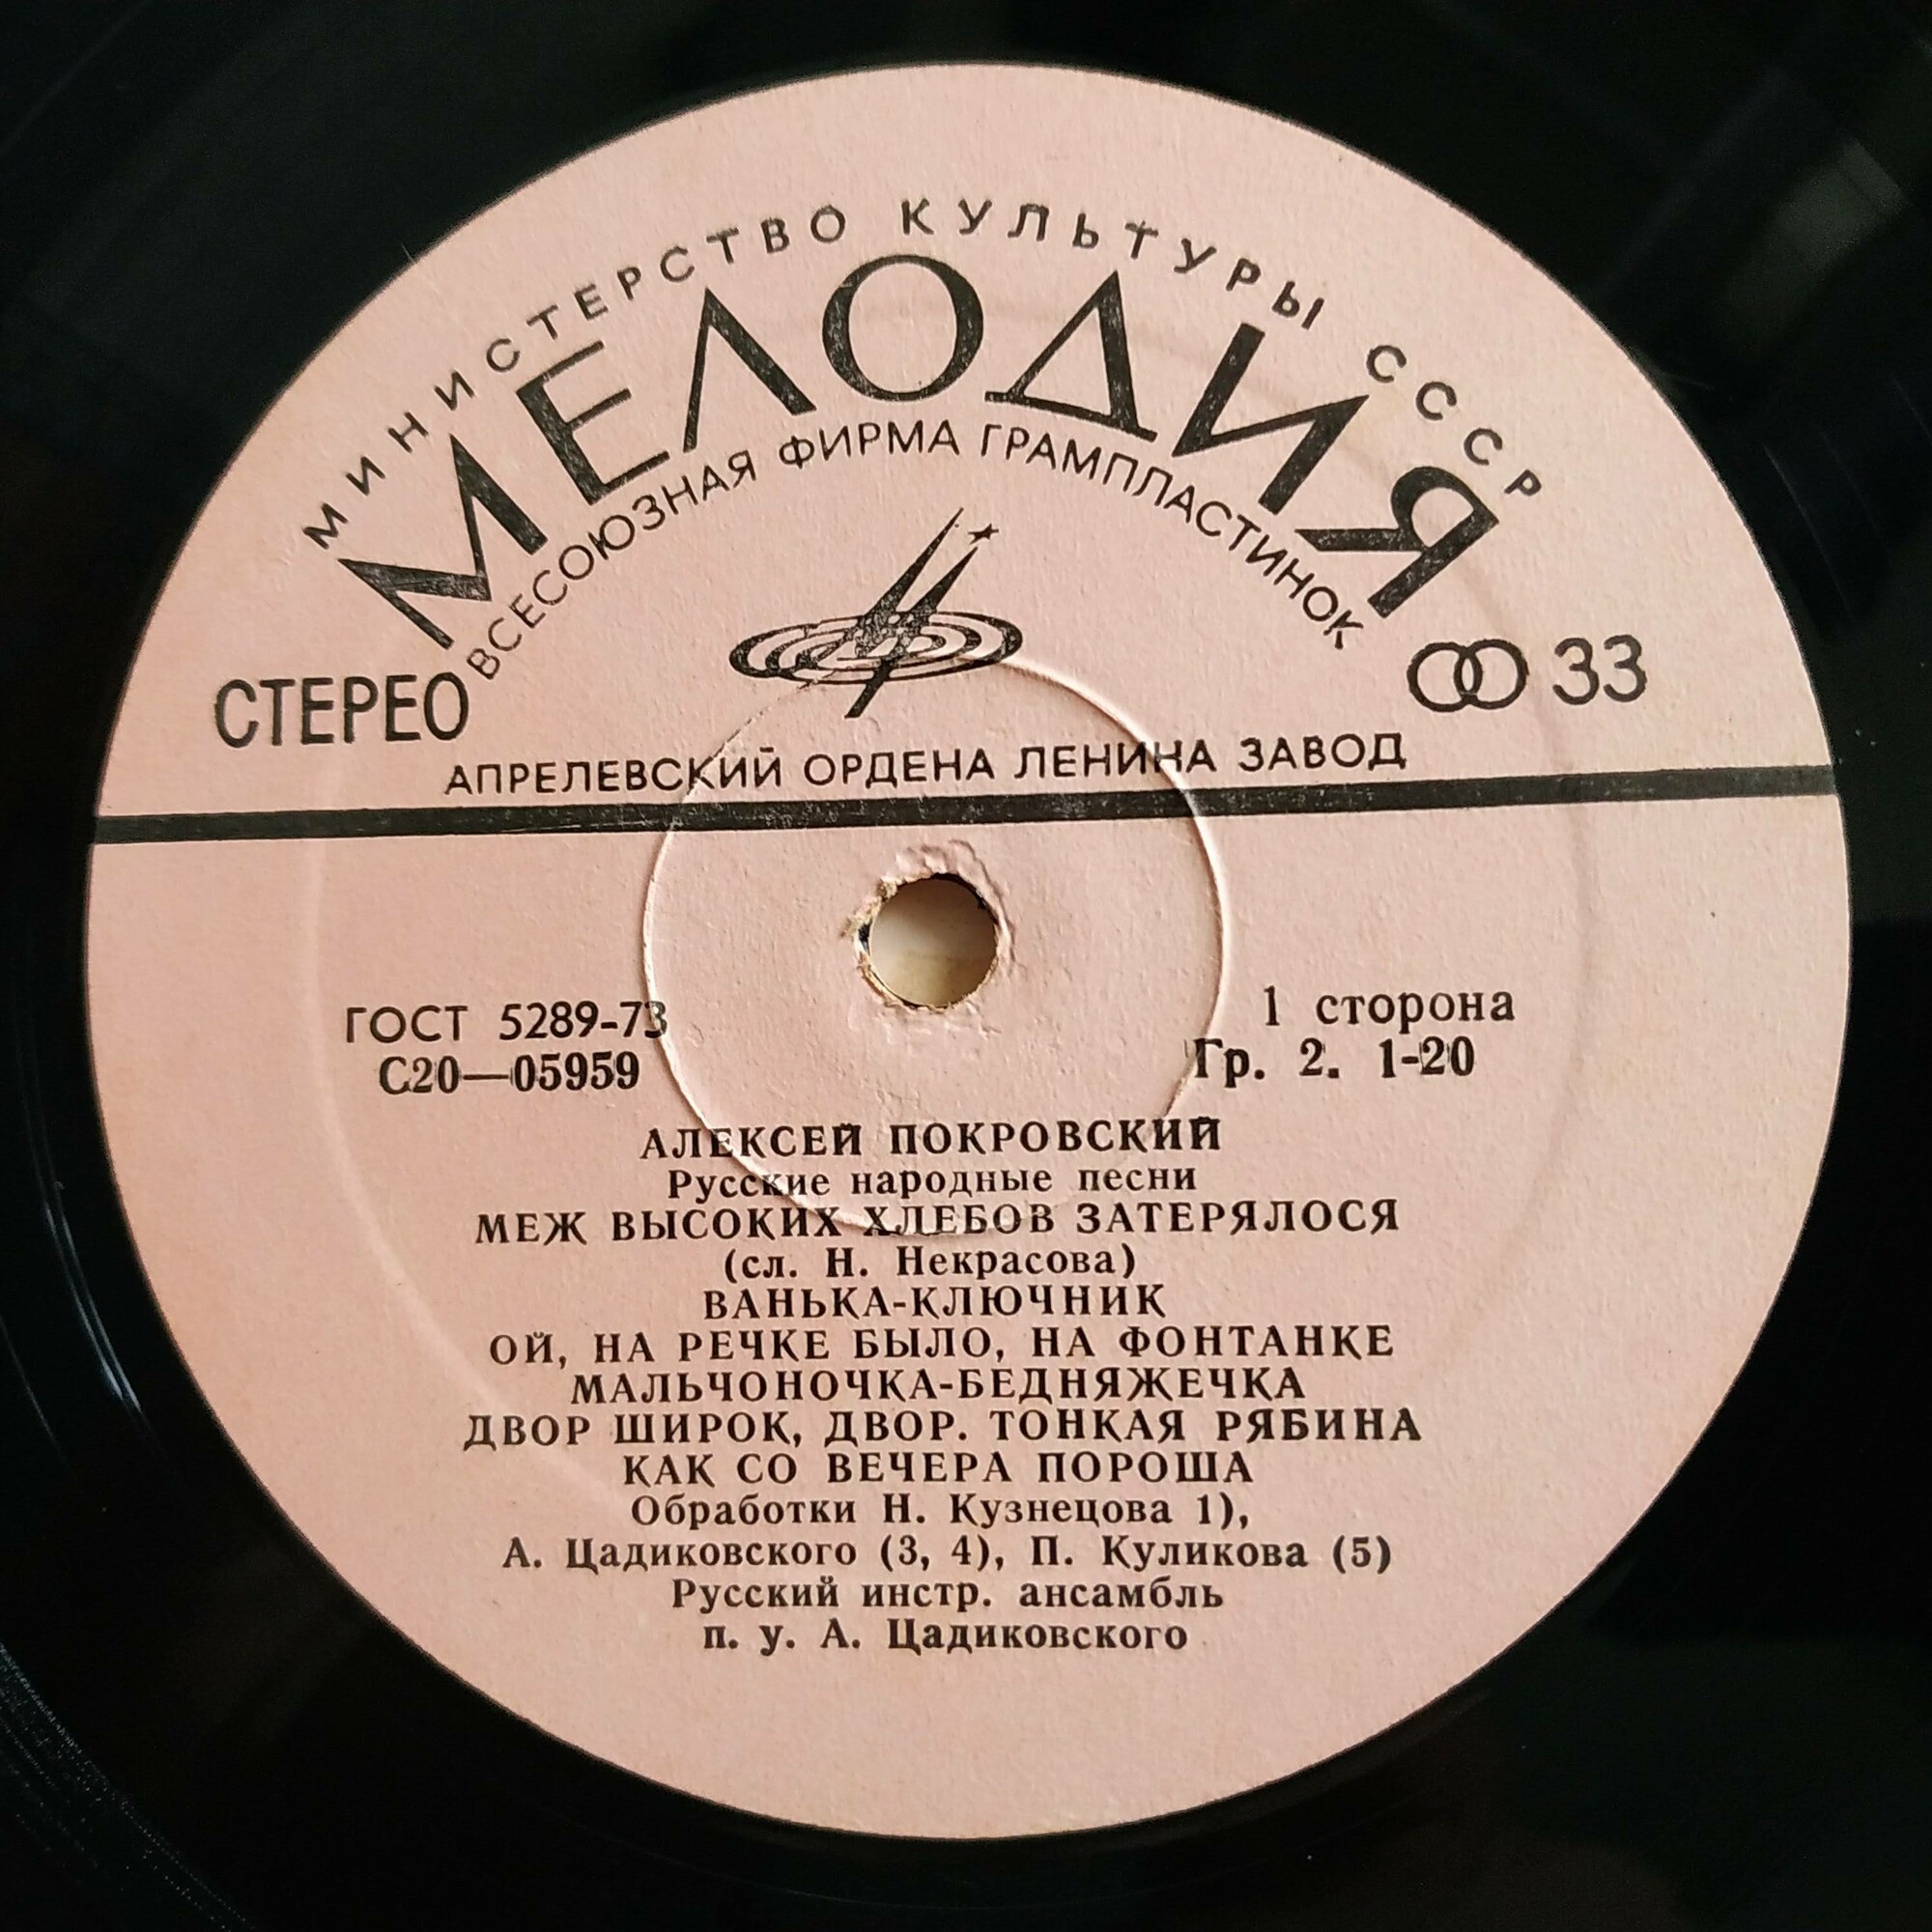 МИНИСТЕРСТВО КУЛЬТУРЫ СССР
МЕЛОДИЯ
ВСЕСОЮЗНАЯ ФИРМА ГРАМПЛАСТИНОК
СТЕРЕО
33
АПРЕЛЕВСКИЙ ОРДЕНА ЛЕНИНА ЗАВОД
ГОСТ 5289-73
1 сторона
С20—05959
Гр. 2. 1-20
АЛЕКСЕЙ ПОКРОВСКИЙ
Русские народные песни
МЕЖ ВЫСОКИХ ХЛЕБОВ ЗАТЕРЯЛОСЯ
(сл. Н. Некрасова)
ВАНЬКА-КЛЮЧНИК
ОЙ, НА РЕЧКЕ БЫЛО, НА ФОНТАНКЕ
МАЛЬЧОНОЧКА-БЕДНЯЖЕЧКА
ДВОР ШИРОК, ДВОР. ТОНКАЯ РЯБИНА
КАК СО ВЕЧЕРА ПОРОША
Обработки Н. Кузнецова 1),
А. Цадиковского (3, 4), П. Куликова (5)
Русский инстр. ансамбль
п. у. А. Цадиковского